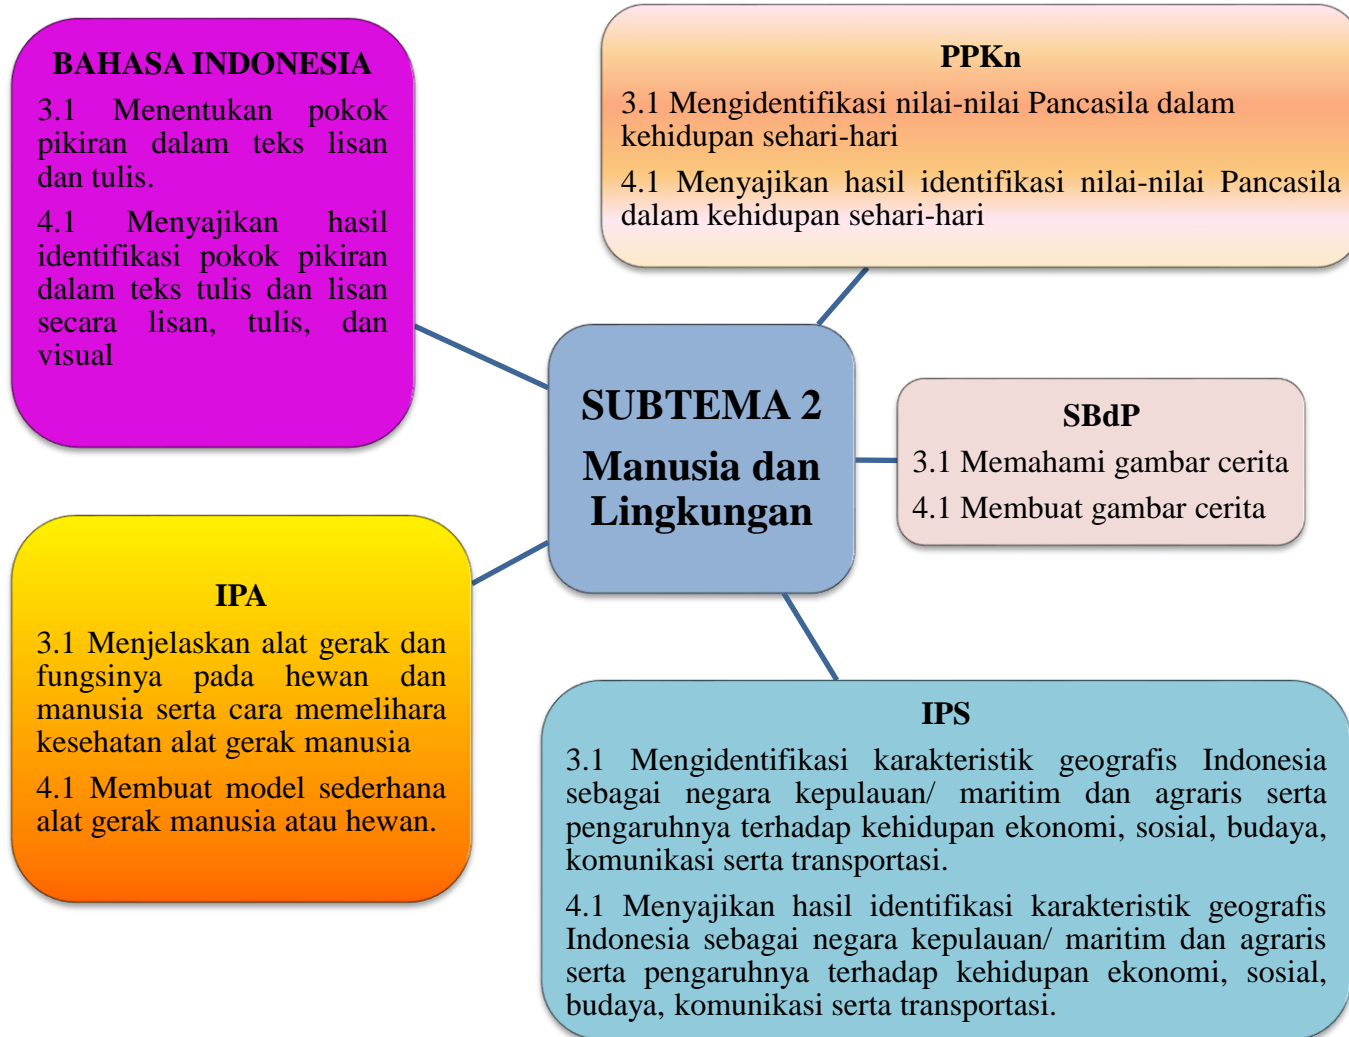 BAHASA INDONESIA
3.1 Menentukan pokok
pikiran dalam teks lisan
dan tulis.
4.1 Menyajikan hasil
identifikasi pokok pikiran
dalam teks tulis dan lisan
secara lisan, tulis, dan
visual
PPKn
3.1 Mengidentifikasi nilai-nilai Pancasila dalam
kehidupan sehari-hari
4.1 Menyajikan hasil identifikasi nilai-nilai Pancasila
dalam kehidupan sehari-hari
SUBTEMA 2
Manusia dan
Lingkungan
SBdP
3.1 Memahami gambar cerita
4.1 Membuat gambar cerita
IPA
3.1 Menjelaskan alat gerak dan
fungsinya pada hewan dan
manusia serta cara memelihara
kesehatan alat gerak manusia
4.1 Membuat model sederhana
alat gerak manusia atau hewan.
IPS
3.1 Mengidentifikasi karakteristik geografis Indonesia
sebagai negara kepulauan/ maritim dan agraris serta
pengaruhnya terhadap kehidupan ekonomi, sosial, budaya,
komunikasi serta transportasi.
4.1 Menyajikan hasil identifikasi karakteristik geografis
Indonesia sebagai negara kepulauan/ maritim dan agraris
serta pengaruhnya terhadap kehidupan ekonomi, sosial,
budaya, komunikasi serta transportasi.